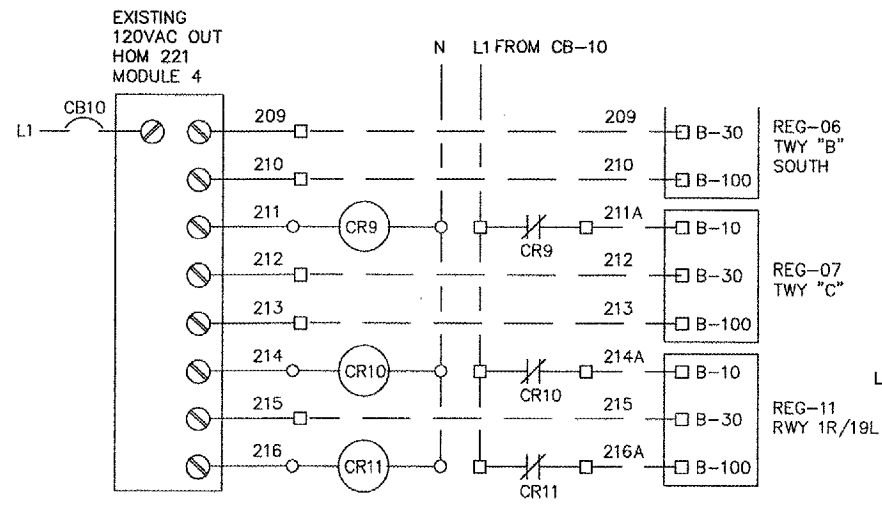 EXISTING
120VAC OUT
HOM 221
MODULE 4
N L1 FROM CB-10
L1 CB10
209 209 B-30
210 210 B-100
REG-06
TWY "B"
SOUTH
211 CR9 CR9 211A B-10
212 212 B-30
213 213 B-100
REG-07
TWY "C"
214 CR10 CR10 214A B-10
215 215 B-30
216 CR11 CR11 216A B-100
REG-11
RWY 1R/19L
L